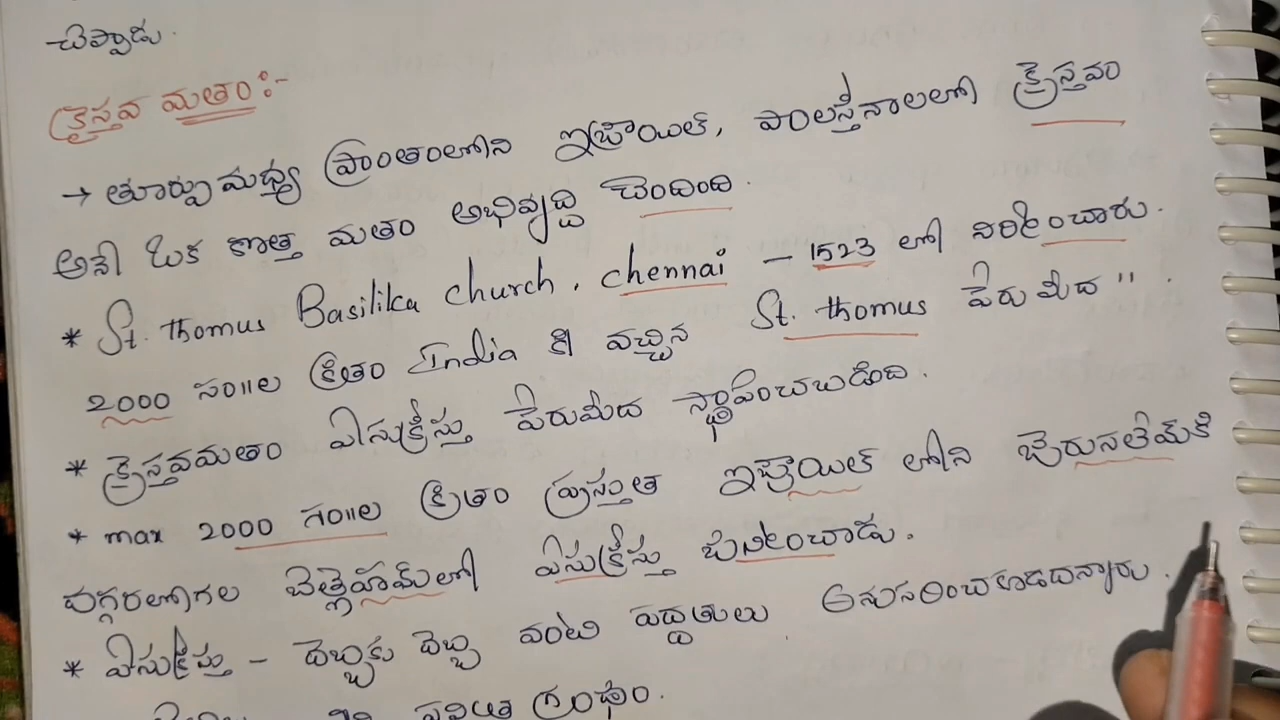 చెప్పాడు.
క్రైస్తవ మతం :-
→ తూర్పు మధ్య ప్రాంతంలోని ఇజ్రాయిల్, పాలస్తీనాలలో క్రైస్తవం
అనే ఒక కొత్త మతం అభివృద్ధి చెందింది.
* St. thomus Basilika church, chennai - 1523 లో నిర్మించారు.
2000 సం॥ల క్రితం India కి వచ్చిన St. thomus పేరు మీద " .
* క్రైస్తవమతం ఏసుక్రీస్తు పేరుమీద స్థాపించబడింది.
* max 2000 సం॥ల క్రితం ప్రస్తుత ఇజ్రాయిల్ లోని జెరుసలేమ్‌కి
దగ్గరలోగల బెత్లెహామ్‌లో ఏసుక్రీస్తు జన్మించాడు.
* ఏసుక్రీస్తు - దెబ్బకు దెబ్బ వంటి పద్ధతులు అనుసరించకూడదన్నారు.
పవిత్ర గ్రంథం.